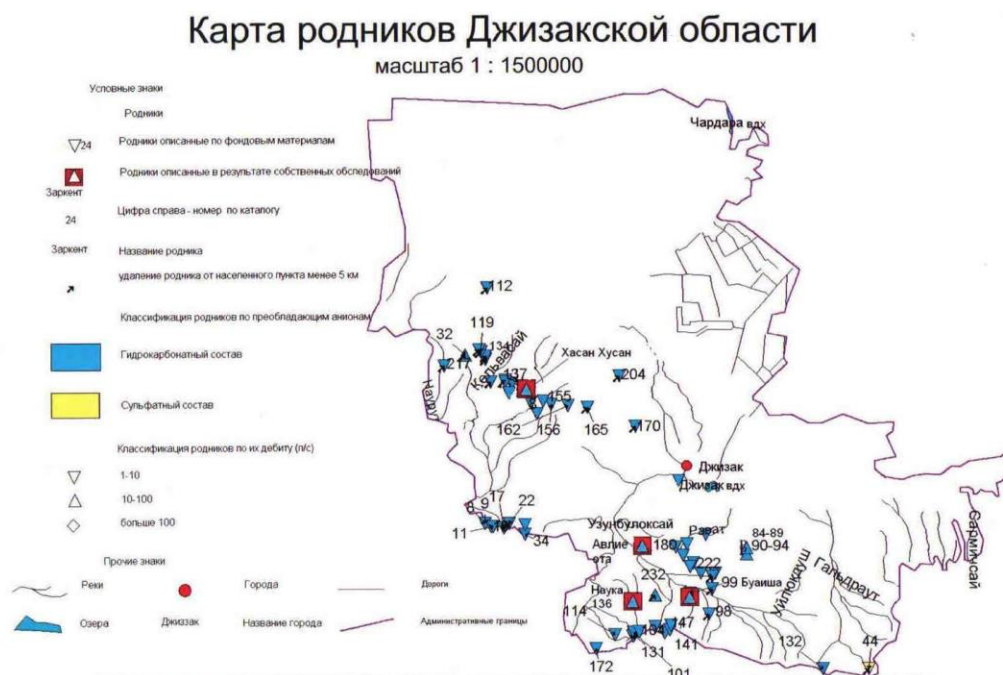 Карта родников Джизакской области
масштаб 1 : 1500000
Условные знаки
Родники
24 Родники описанные по фондовым материалам
Родники описанные в результате собственных обследований
Заркент
24 Цифра справа - номер по каталогу
Заркент Название родника
удаление родника от населенного пункта менее 5 км
Классификация родников по преобладающим анионам
Гидрокарбонатный состав
Сульфатный состав
Классификация родников по их дебиту (л/с)
1-10
10-100
больше 100
Прочие знаки
Реки
Города
Дороги
Озера
Джиззак
Название города
Административные границы
Чардара вдх
112
119
32
134
217
Хасан Хусан
137
204
155
162
156
165
170
Джизак
Джизак вдх
17
9
22
11
34
Узунбулоксай
Рават
84-89
Авлие
180
90-94
ота
222
232
99 Буаиша
Наука
136
114
98
147
104
141
131
172
101
132
44
Уйлюкауш
Гальдраут
Сармиусай